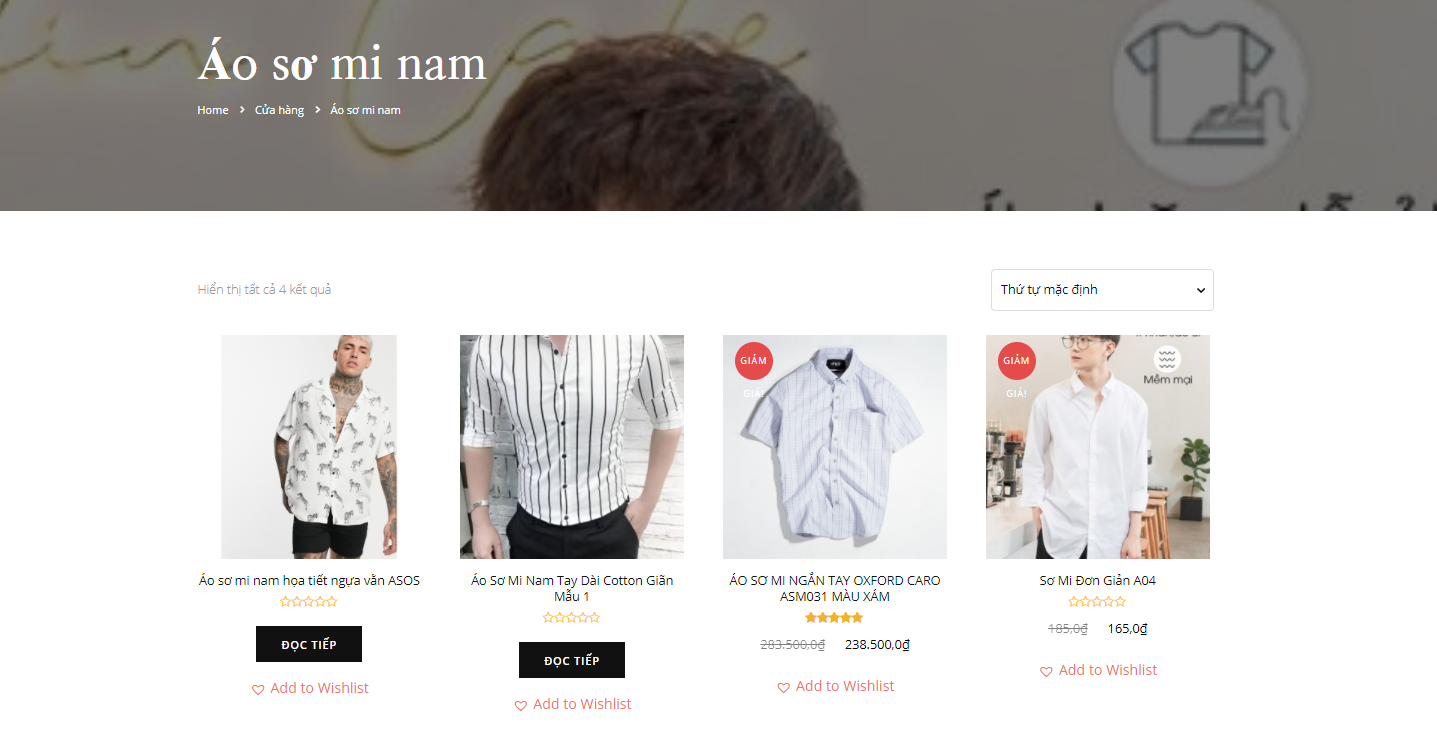 Áo sơ mi nam
Home > Cửa hàng > Áo sơ mi nam
Hiển thị tất cả 4 kết quả
Thứ tự mặc định
GIẢM
GIÁ!
GIẢM
GIÁ!
Mềm mại
Áo sơ mi nam họa tiết ngựa vằn ASOS
ĐỌC TIẾP
Add to Wishlist
Áo Sơ Mi Nam Tay Dài Cotton Giãn
Mẫu 1
ĐỌC TIẾP
Add to Wishlist
ÁO SƠ MI NGẮN TAY OXFORD CARO
ASM031 MÀU XÁM
283.500,0₫ 238.500,0₫
Add to Wishlist
Sơ Mi Đơn Giản A04
185,0₫ 165,0₫
Add to Wishlist